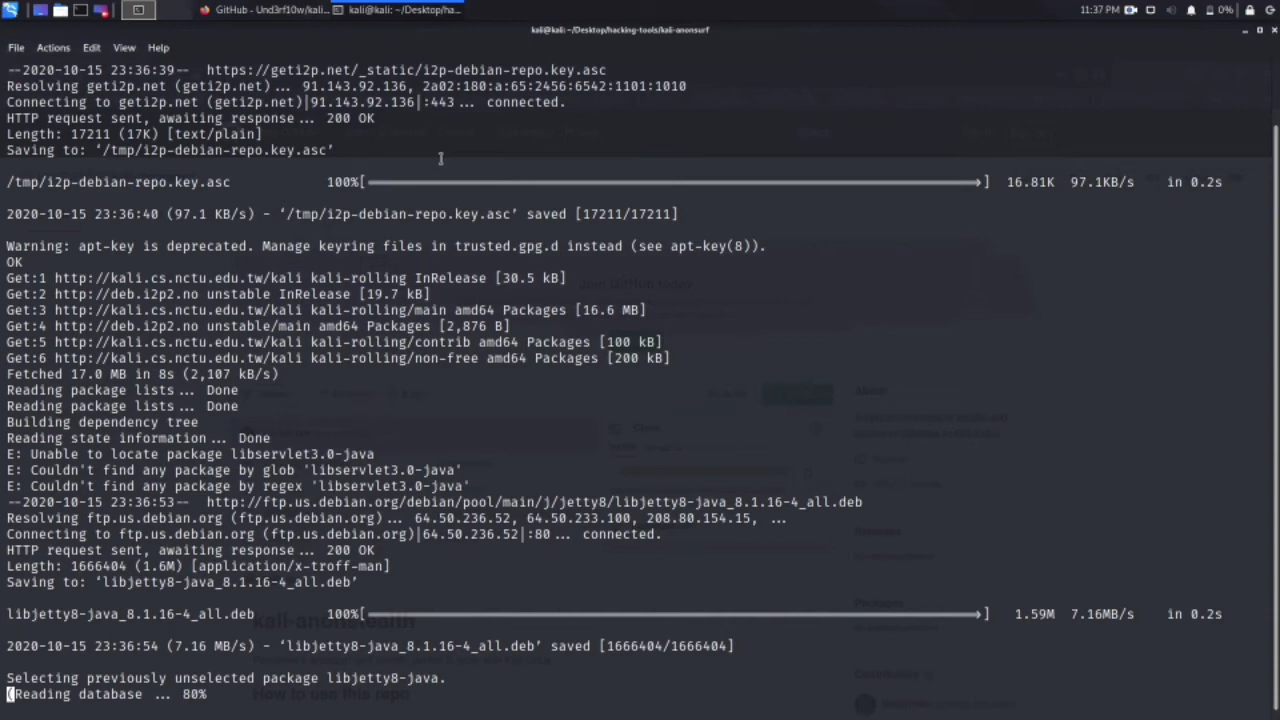 GitHub - Und3rf10w/kali...
kali@kali: ~/Desktop/ha...
11:37 PM
0%
kali@kali: ~/Desktop/hacking-tools/kali-anonsurf
File Actions Edit View Help
--2020-10-15 23:36:39-- https://geti2p.net/_static/i2p-debian-repo.key.asc
Resolving geti2p.net (geti2p.net)... 91.143.92.136, 2a02:180:a:65:2456:6542:1101:1010
Connecting to geti2p.net (geti2p.net)|91.143.92.136|:443... connected.
HTTP request sent, awaiting response... 200 OK
Length: 17211 (17K) [text/plain]
Saving to: ‘/tmp/i2p-debian-repo.key.asc’
/tmp/i2p-debian-repo.key.asc 100%[===================================================>] 16.81K 97.1KB/s in 0.2s
2020-10-15 23:36:40 (97.1 KB/s) - ‘/tmp/i2p-debian-repo.key.asc’ saved [17211/17211]
Warning: apt-key is deprecated. Manage keyring files in trusted.gpg.d instead (see apt-key(8)).
OK
Get:1 http://kali.cs.nctu.edu.tw/kali kali-rolling InRelease [30.5 kB]
Get:2 http://deb.i2p2.no unstable InRelease [19.7 kB]
Get:3 http://kali.cs.nctu.edu.tw/kali kali-rolling/main amd64 Packages [16.6 MB]
Get:4 http://deb.i2p2.no unstable/main amd64 Packages [2,876 B]
Get:5 http://kali.cs.nctu.edu.tw/kali kali-rolling/contrib amd64 Packages [100 kB]
Get:6 http://kali.cs.nctu.edu.tw/kali kali-rolling/non-free amd64 Packages [200 kB]
Fetched 17.0 MB in 8s (2,107 kB/s)
Reading package lists... Done
Reading package lists... Done
Building dependency tree
Reading state information... Done
E: Unable to locate package libservlet3.0-java
E: Couldn't find any package by glob 'libservlet3.0-java'
E: Couldn't find any package by regex 'libservlet3.0-java'
--2020-10-15 23:36:53-- http://ftp.us.debian.org/debian/pool/main/j/jetty8/libjetty8-java_8.1.16-4_all.deb
Resolving ftp.us.debian.org (ftp.us.debian.org)... 64.50.236.52, 64.50.233.100, 208.80.154.15, ...
Connecting to ftp.us.debian.org (ftp.us.debian.org)|64.50.236.52|:80... connected.
HTTP request sent, awaiting response... 200 OK
Length: 1666404 (1.6M) [application/x-troff-man]
Saving to: ‘libjetty8-java_8.1.16-4_all.deb’
libjetty8-java_8.1.16-4_all.deb 100%[===================================================>] 1.59M 7.16MB/s in 0.2s
kali-anonstealth
2020-10-15 23:36:54 (7.16 MB/s) - ‘libjetty8-java_8.1.16-4_all.deb’ saved [1666404/1666404]
Selecting previously unselected package libjetty8-java.
(Reading database ... 80%
How to use this repo